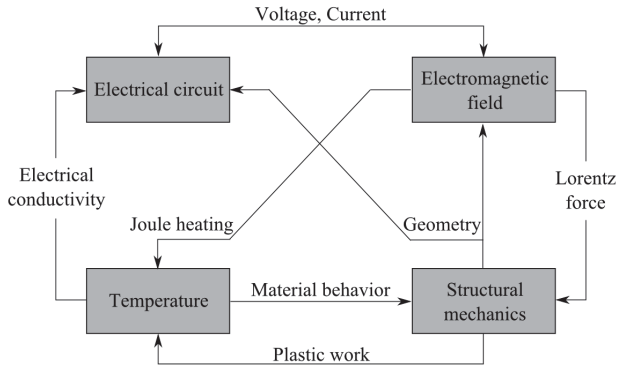 Voltage, Current
Electrical circuit
Electromagnetic
field
Electrical
conductivity
Lorentz
force
Joule heating
Geometry
Temperature
Material behavior
Structural
mechanics
Plastic work